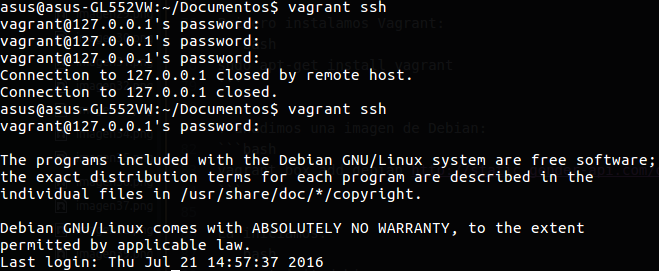 asus@asus-GL552VW:~/Documentos$ vagrant ssh
vagrant@127.0.0.1's password:
vagrant@127.0.0.1's password:
vagrant@127.0.0.1's password:
Connection to 127.0.0.1 closed by remote host.
Connection to 127.0.0.1 closed.
asus@asus-GL552VW:~/Documentos$ vagrant ssh
vagrant@127.0.0.1's password:
The programs included with the Debian GNU/Linux system are free software;
the exact distribution terms for each program are described in the
individual files in /usr/share/doc/*/copyright.
Debian GNU/Linux comes with ABSOLUTELY NO WARRANTY, to the extent
permitted by applicable law.
Last login: Thu Jul 21 14:57:37 2016